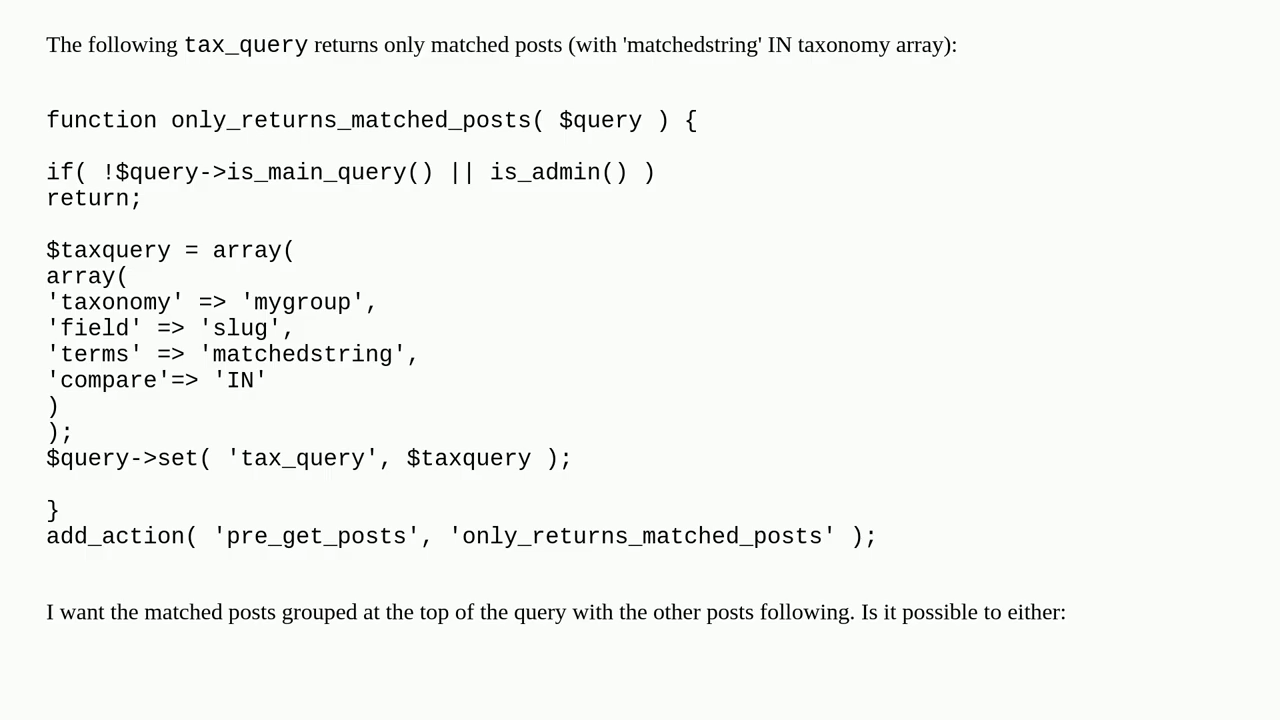 The following tax_query returns only matched posts (with 'matchedstring' IN taxonomy array):
function only_returns_matched_posts( $query ) {
if( !$query->is_main_query() || is_admin() )
return;
$taxquery = array(
array(
'taxonomy' => 'mygroup',
'field' => 'slug',
'terms' => 'matchedstring',
'compare'=> 'IN'
)
);
$query->set( 'tax_query', $taxquery );
}
add_action( 'pre_get_posts', 'only_returns_matched_posts' );
I want the matched posts grouped at the top of the query with the other posts following. Is it possible to either: